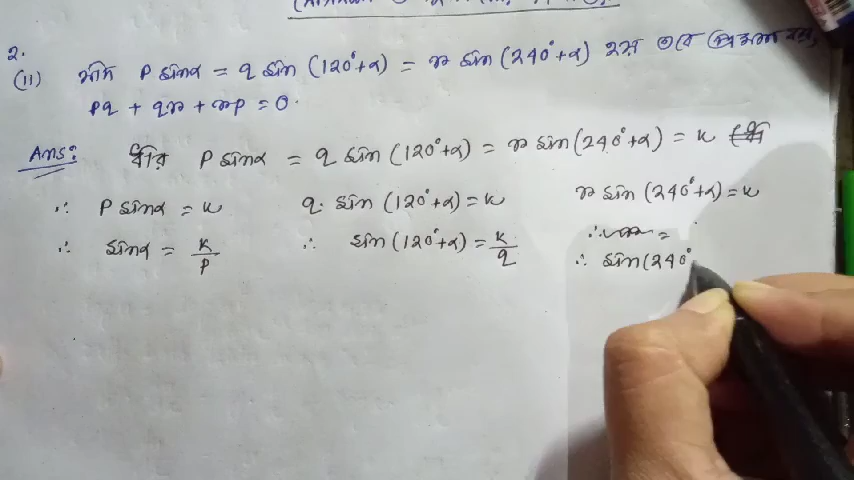 2.
(11) যদি P sinα = q sin (120°+α) = r sin (240°+α) হয় তবে প্রমাণ কর,
Pq + qr + rp = 0.
Ans: ধরি P sinα = q sin (120°+α) = r sin (240°+α) = k
∴ P sinα = k q. sin (120°+α) = k r sin (240°+α) = k
∴ sinα = k/P ∴ sin (120°+α) = k/q ∴ =
∴ sin (240°